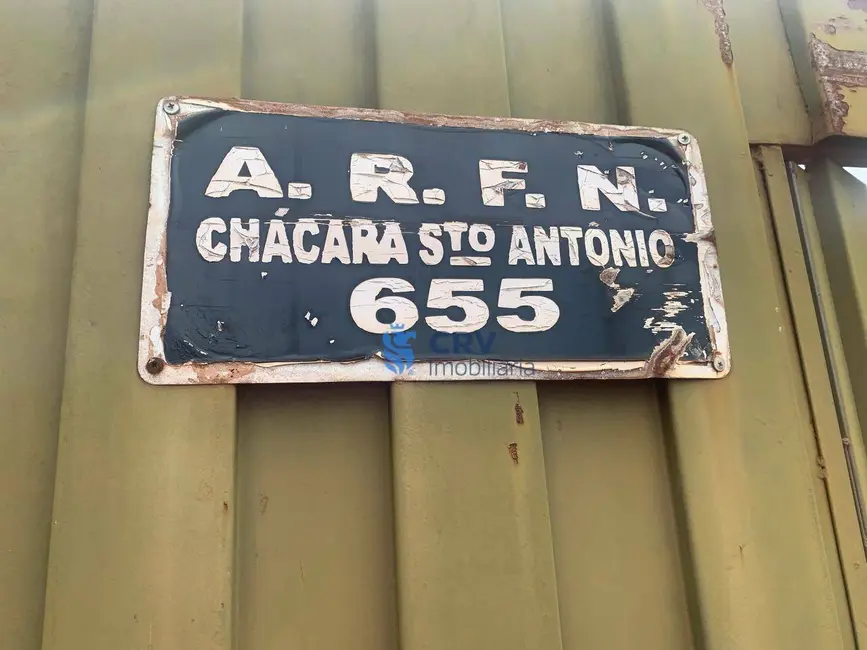 A. R. F. N.
CHÁCARA STO ANTÔNIO
655
CRV
Imobiliária